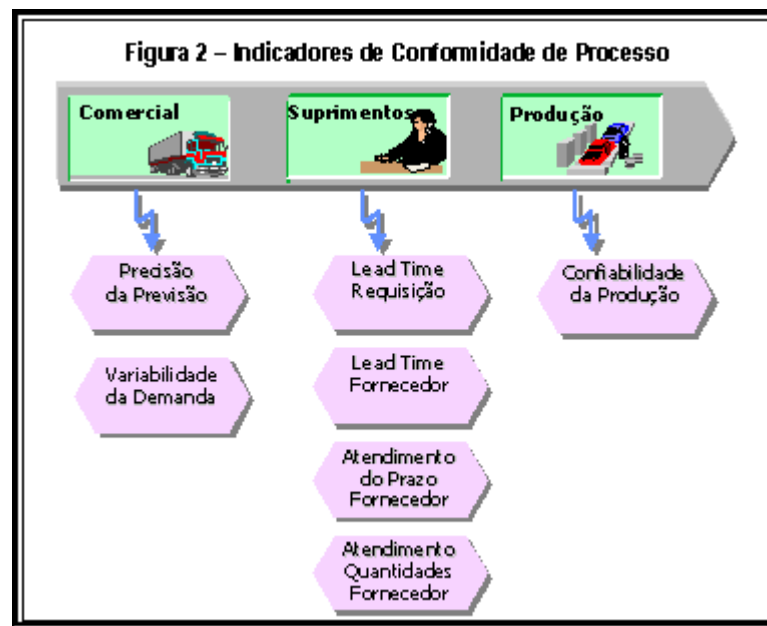 Figura 2 – Indicadores de Conformidade de Processo
Comercial
Suprimentos
Produção
Precisão
da Previsão
Variabilidade
da Demanda
Lead Time
Requisição
Lead Time
Fornecedor
Atendimento
do Prazo
Fornecedor
Atendimento
Quantidades
Fornecedor
Confiabilidade
da Produção